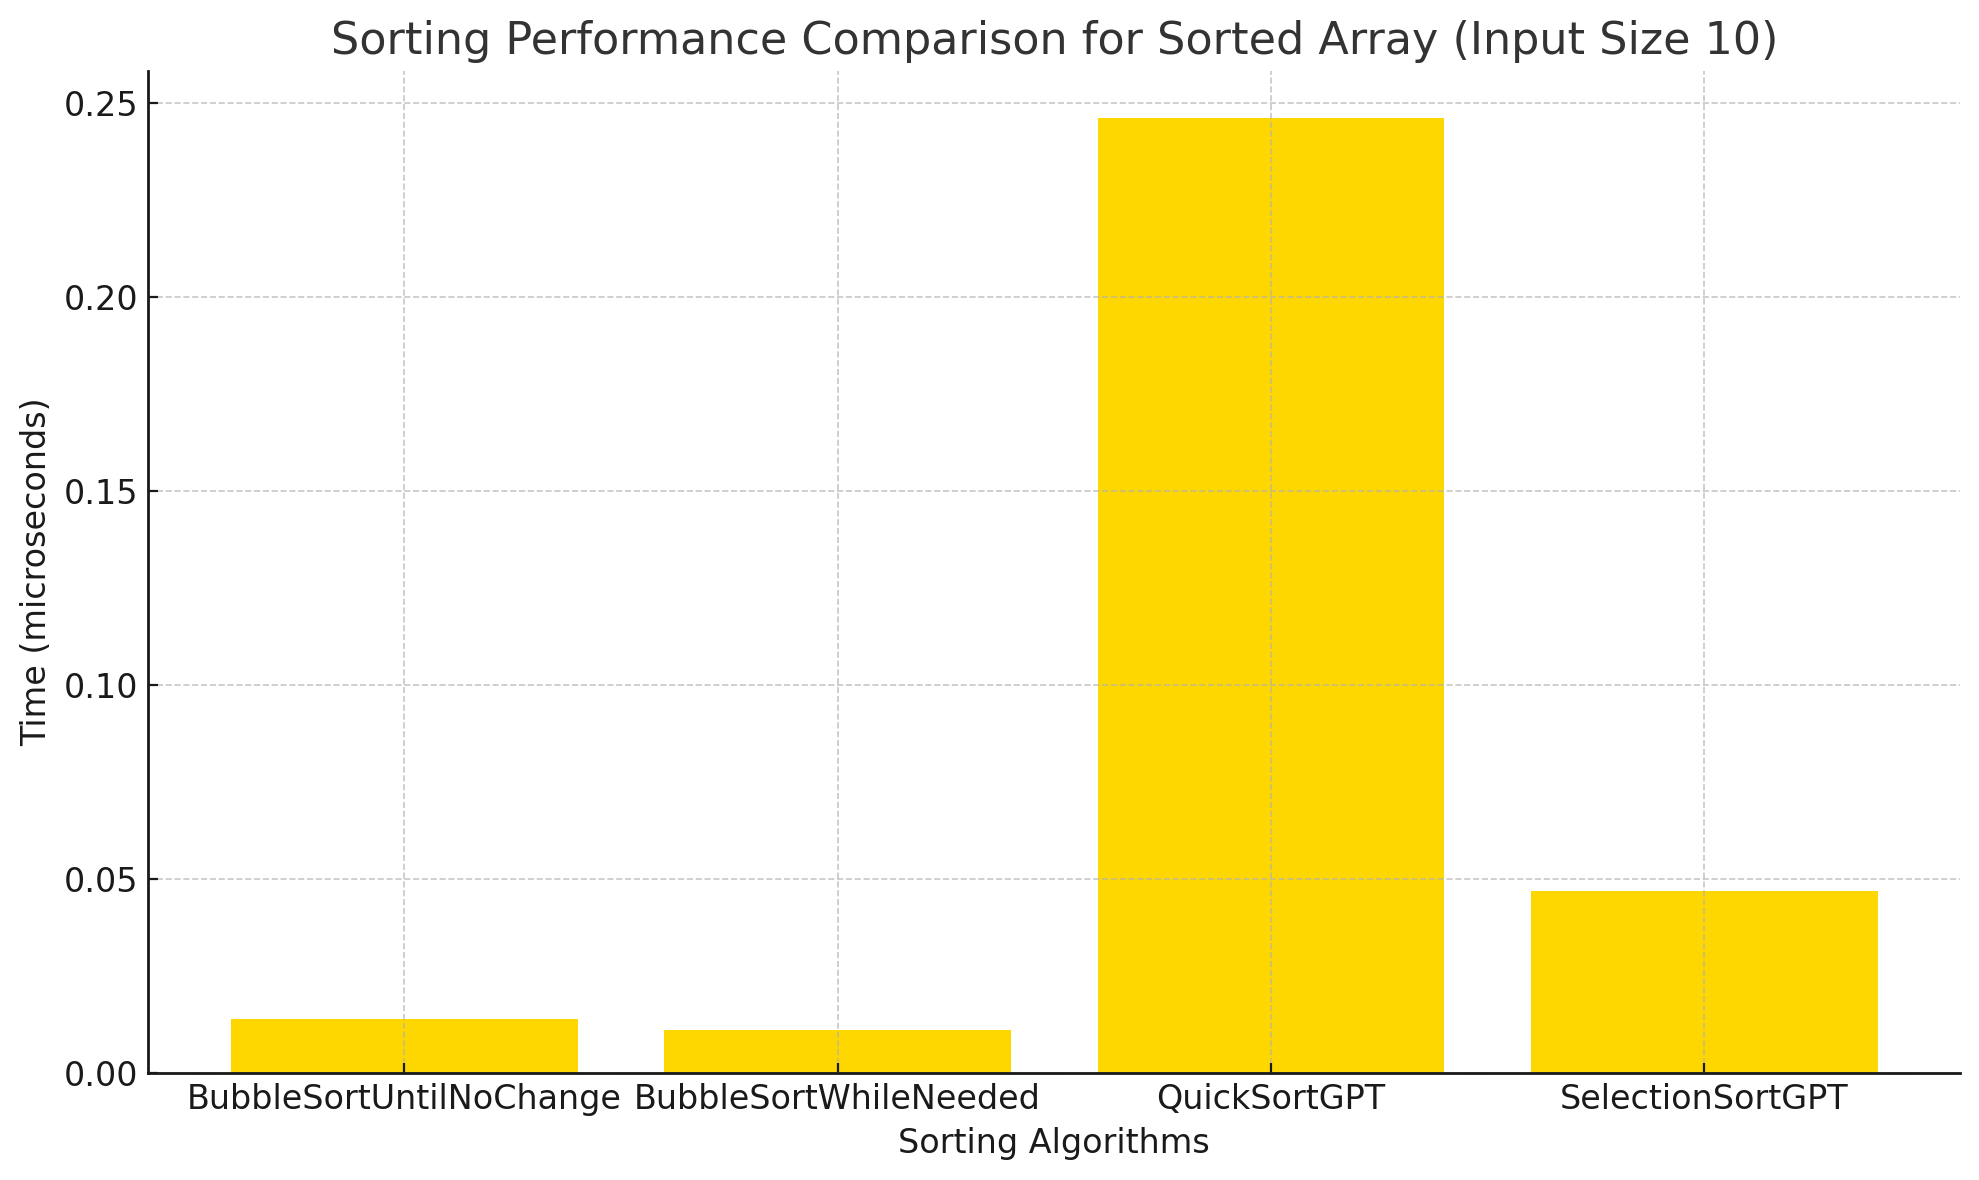 Sorting Performance Comparison for Sorted Array (Input Size 10)
Time (microseconds)
0.25
0.20
0.15
0.10
0.05
0.00
BubbleSortUntilNoChange BubbleSortWhileNeeded QuickSortGPT SelectionSortGPT
Sorting Algorithms